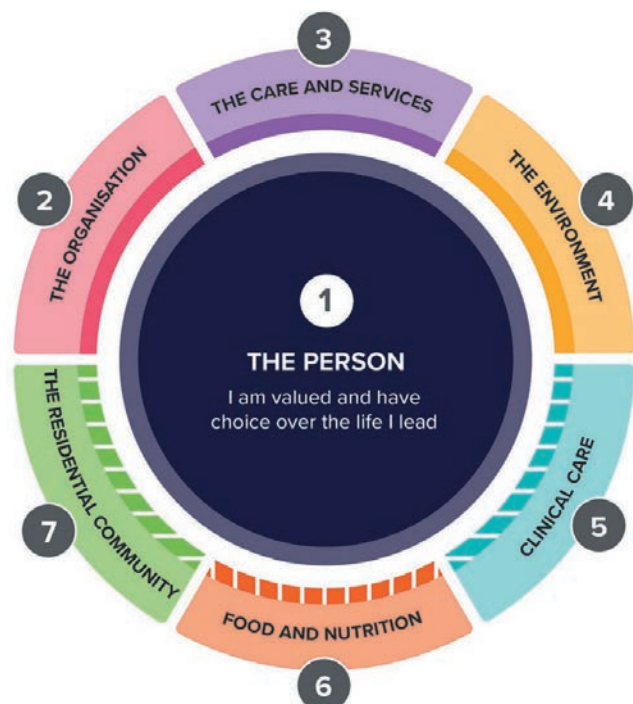 1
THE PERSON
I am valued and have
choice over the life I lead
2
THE ORGANISATION
3
THE CARE AND SERVICES
4
THE ENVIRONMENT
5
CLINICAL CARE
6
FOOD AND NUTRITION
7
THE RESIDENTIAL COMMUNITY